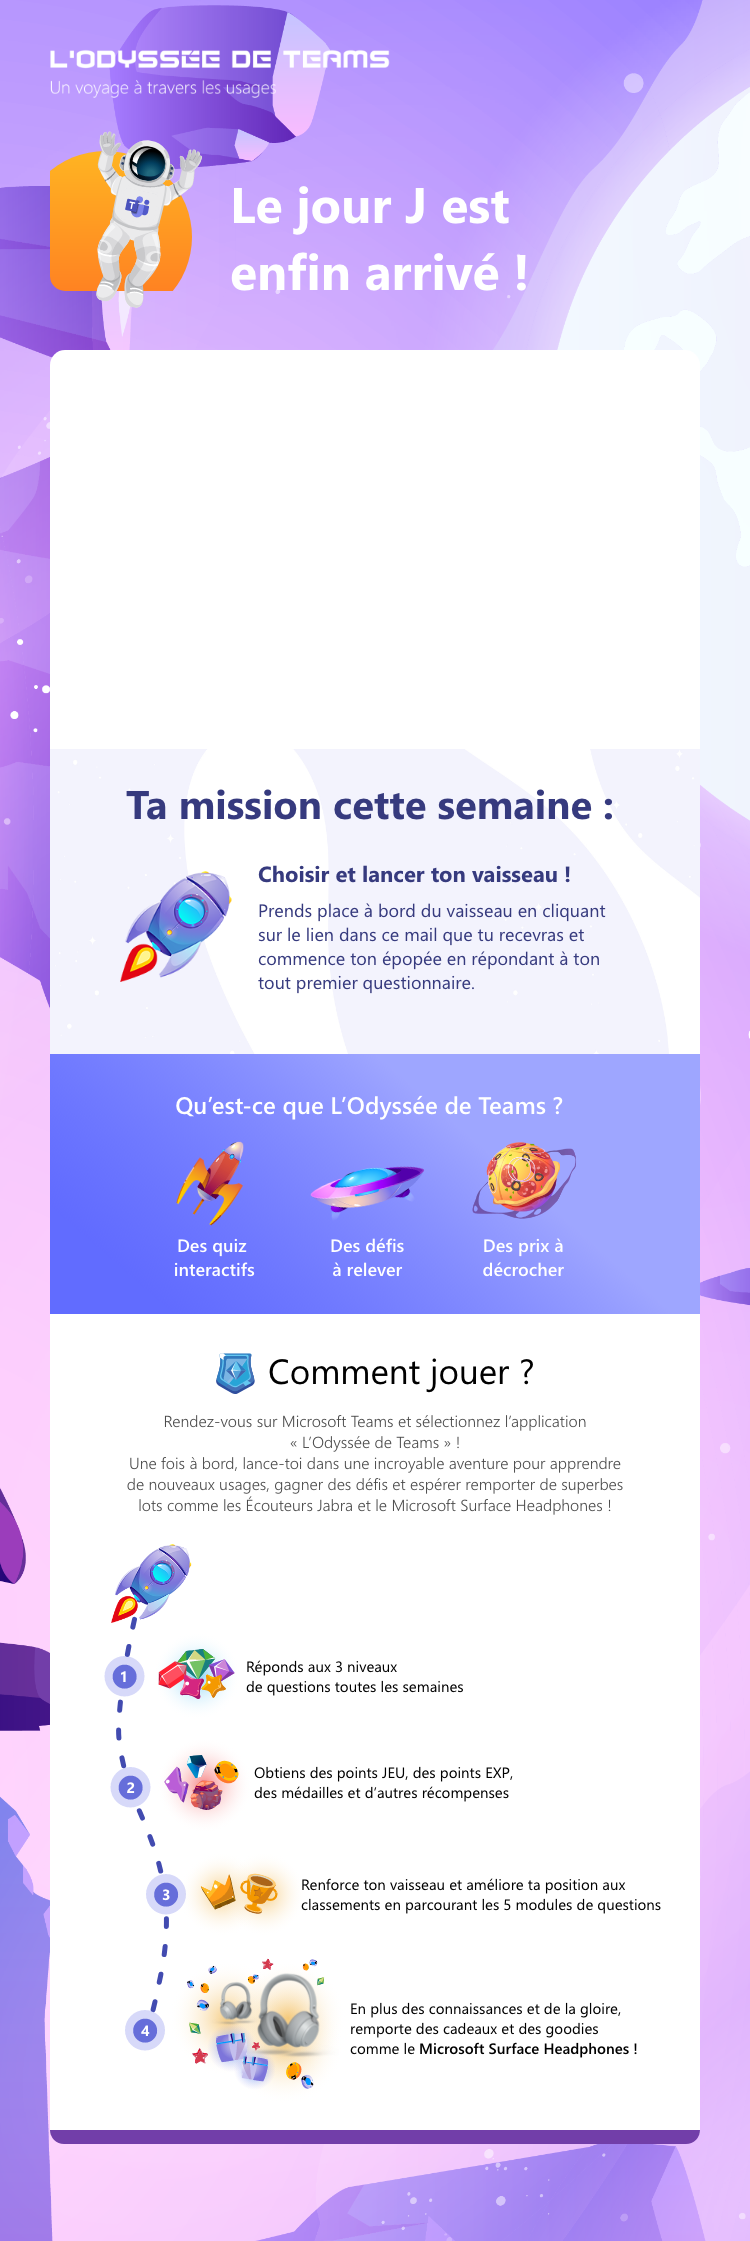 L'ODYSSÉE DE TEAMS
Un voyage à travers les usages
Le jour J est
enfin arrivé !
T
Ta mission cette semaine :
Choisir et lancer ton vaisseau !
Prends place à bord du vaisseau en cliquant
sur le lien dans ce mail que tu recevras et
commence ton épopée en répondant à ton
tout premier questionnaire.
Qu’est-ce que L’Odyssée de Teams ?
Des quiz
interactifs
Des défis
à relever
Des prix à
décrocher
Comment jouer ?
Rendez-vous sur Microsoft Teams et sélectionnez l’application
« L’Odyssée de Teams » !
Une fois à bord, lance-toi dans une incroyable aventure pour apprendre
de nouveaux usages, gagner des défis et espérer remporter de superbes
lots comme les Écouteurs Jabra et le Microsoft Surface Headphones !
1
Réponds aux 3 niveaux
de questions toutes les semaines
2
Obtiens des points JEU, des points EXP,
des médailles et d’autres récompenses
3
Renforce ton vaisseau et améliore ta position aux
classements en parcourant les 5 modules de questions
4
En plus des connaissances et de la gloire,
remporte des cadeaux et des goodies
comme le Microsoft Surface Headphones !